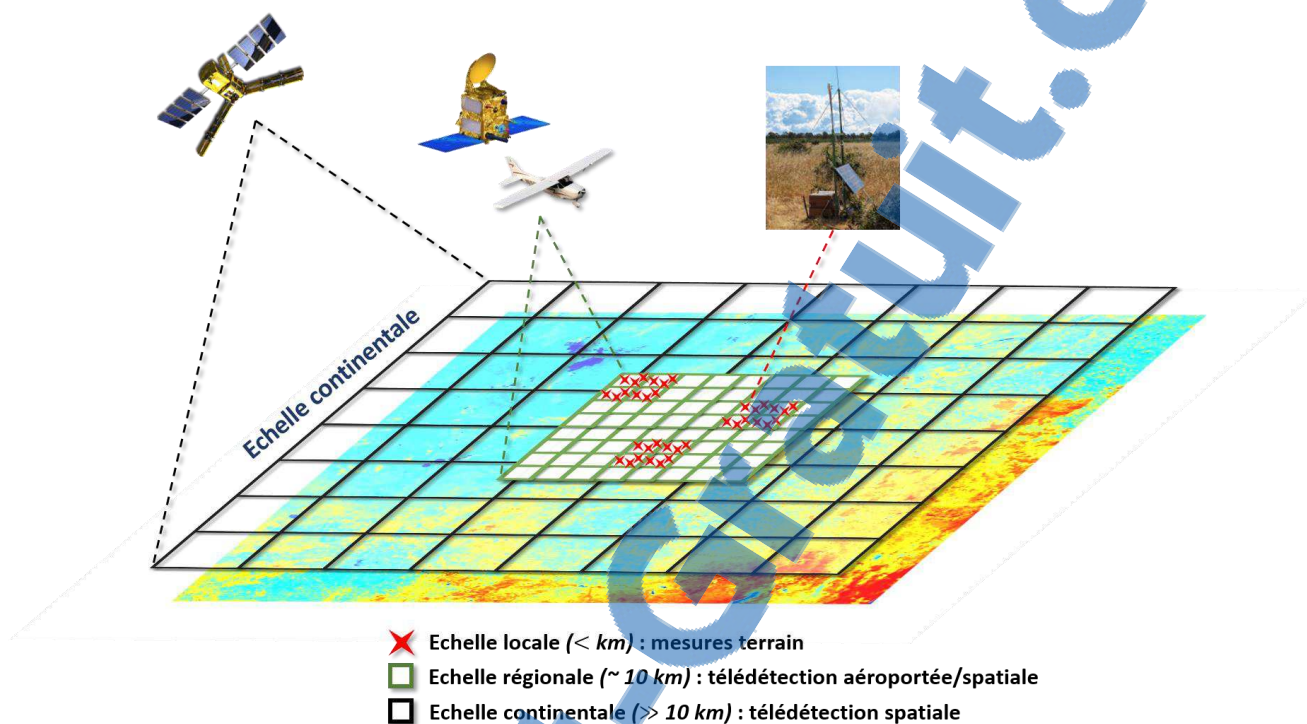 Echelle continentale
Echelle locale (< km) : mesures terrain
Echelle régionale (~ 10 km) : télédétection aéroportée/spatiale
Echelle continentale (>> 10 km) : télédétection spatiale
-Gratuit.c